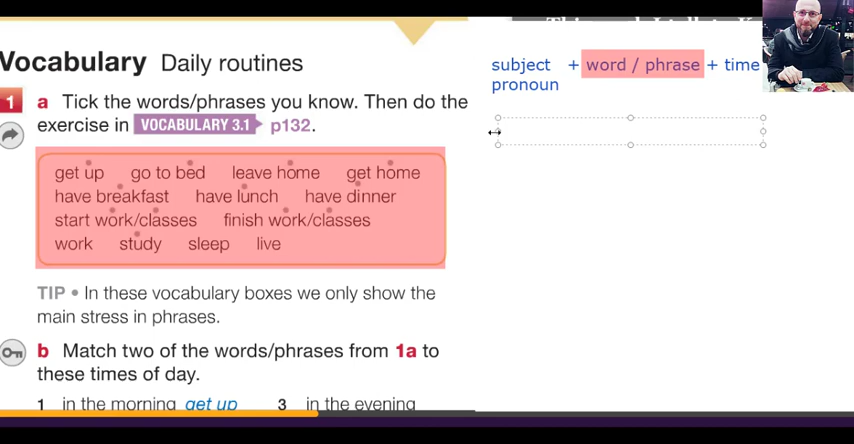 Vocabulary Daily routines
1 a Tick the words/phrases you know. Then do the
exercise in VOCABULARY 3.1 p132.
get up go to bed leave home get home
have breakfast have lunch have dinner
start work/classes finish work/classes
work study sleep live
TIP • In these vocabulary boxes we only show the
main stress in phrases.
b Match two of the words/phrases from 1a to
these times of day.
1 in the morning get up 3 in the evening
subject + word / phrase + time
pronoun